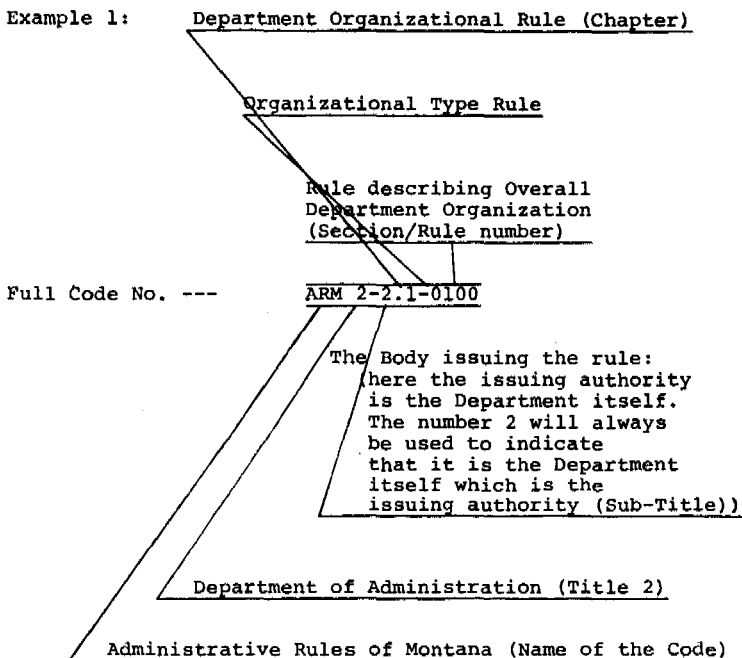 Example 1: Department Organizational Rule (Chapter)
Organizational Type Rule
Rule describing Overall
Department Organization
(Section/Rule number)
Full Code No. --- ARM 2-2.1-0100
The Body issuing the rule:
(here the issuing authority
is the Department itself.
The number 2 will always
be used to indicate
that it is the Department
itself which is the
issuing authority (Sub-Title))
Department of Administration (Title 2)
Administrative Rules of Montana (Name of the Code)